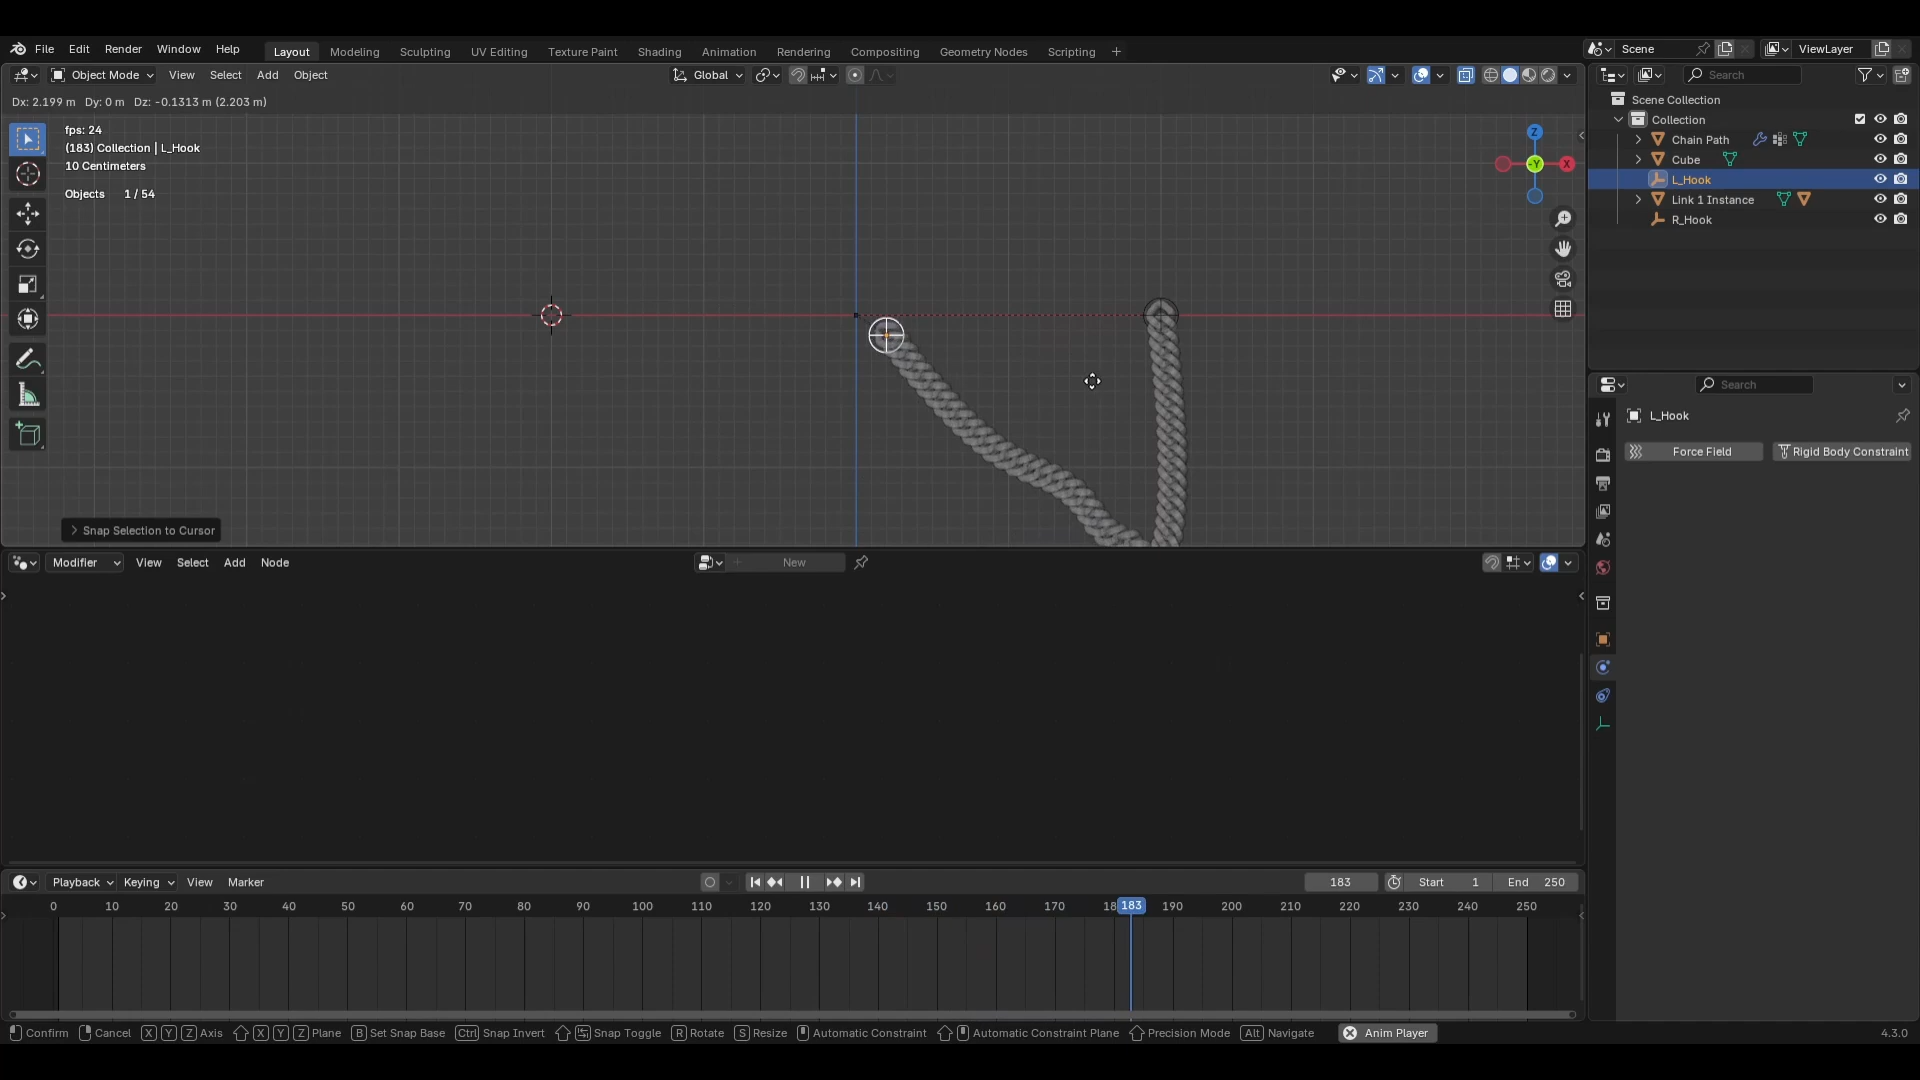 File Edit Render Window Help Layout Modeling Sculpting UV Editing Texture Paint Shading Animation Rendering Compositing Geometry Nodes Scripting + Scene ViewLayer
Object Mode View Select Add Object Global Search
Dx: 2.199 m Dy: 0 m Dz: -0.1313 m (2.203 m)
fps: 24
(183) Collection | L_Hook
10 Centimeters
Objects 1 / 54
Z
-Y
X
Scene Collection
Collection
Chain Path
Cube
L_Hook
Link 1 Instance
R_Hook
Search
L_Hook
Force Field Rigid Body Constraint
Snap Selection to Cursor
Modifier View Select Add Node New
Playback Keying View Marker 183 Start 1 End 250
0 10 20 30 40 50 60 70 80 90 100 110 120 130 140 150 160 170 18 183 190 200 210 220 230 240 250
Confirm Cancel X Y Z Axis X Y Z Plane B Set Snap Base Ctrl Snap Invert Snap Toggle R Rotate S Resize Automatic Constraint Automatic Constraint Plane Precision Mode Alt Navigate Anim Player 4.3.0